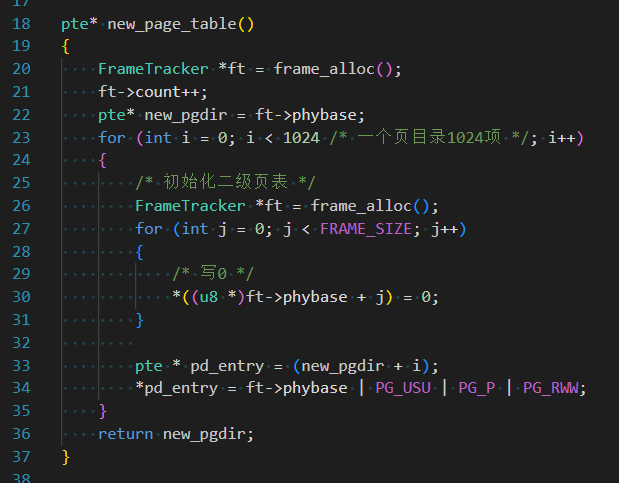 17
18 pte* new_page_table()
19 {
20     FrameTracker *ft = frame_alloc();
21     ft->count++;
22     pte* new_pgdir = ft->phybase;
23     for (int i = 0; i < 1024 /* 一个页目录1024项 */; i++)
24     {
25         /* 初始化二级页表 */
26         FrameTracker *ft = frame_alloc();
27         for (int j = 0; j < FRAME_SIZE; j++)
28         {
29             /* 写0 */
30             *((u8 *)ft->phybase + j) = 0;
31         }
32
33         pte * pd_entry = (new_pgdir + i);
34         *pd_entry = ft->phybase | PG_USU | PG_P | PG_RWW;
35     }
36     return new_pgdir;
37 }
38